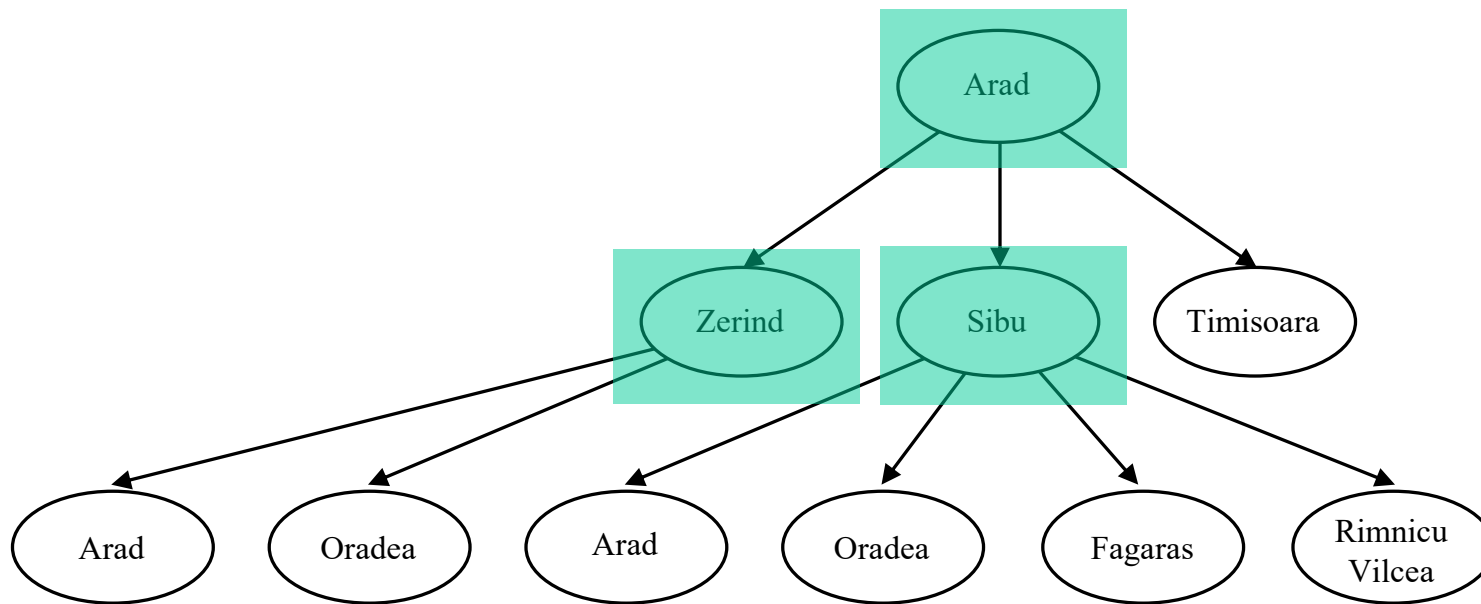 Arad
Zerind
Sibu
Timisoara
Arad
Oradea
Arad
Oradea
Fagaras
Rimnicu
Vilcea